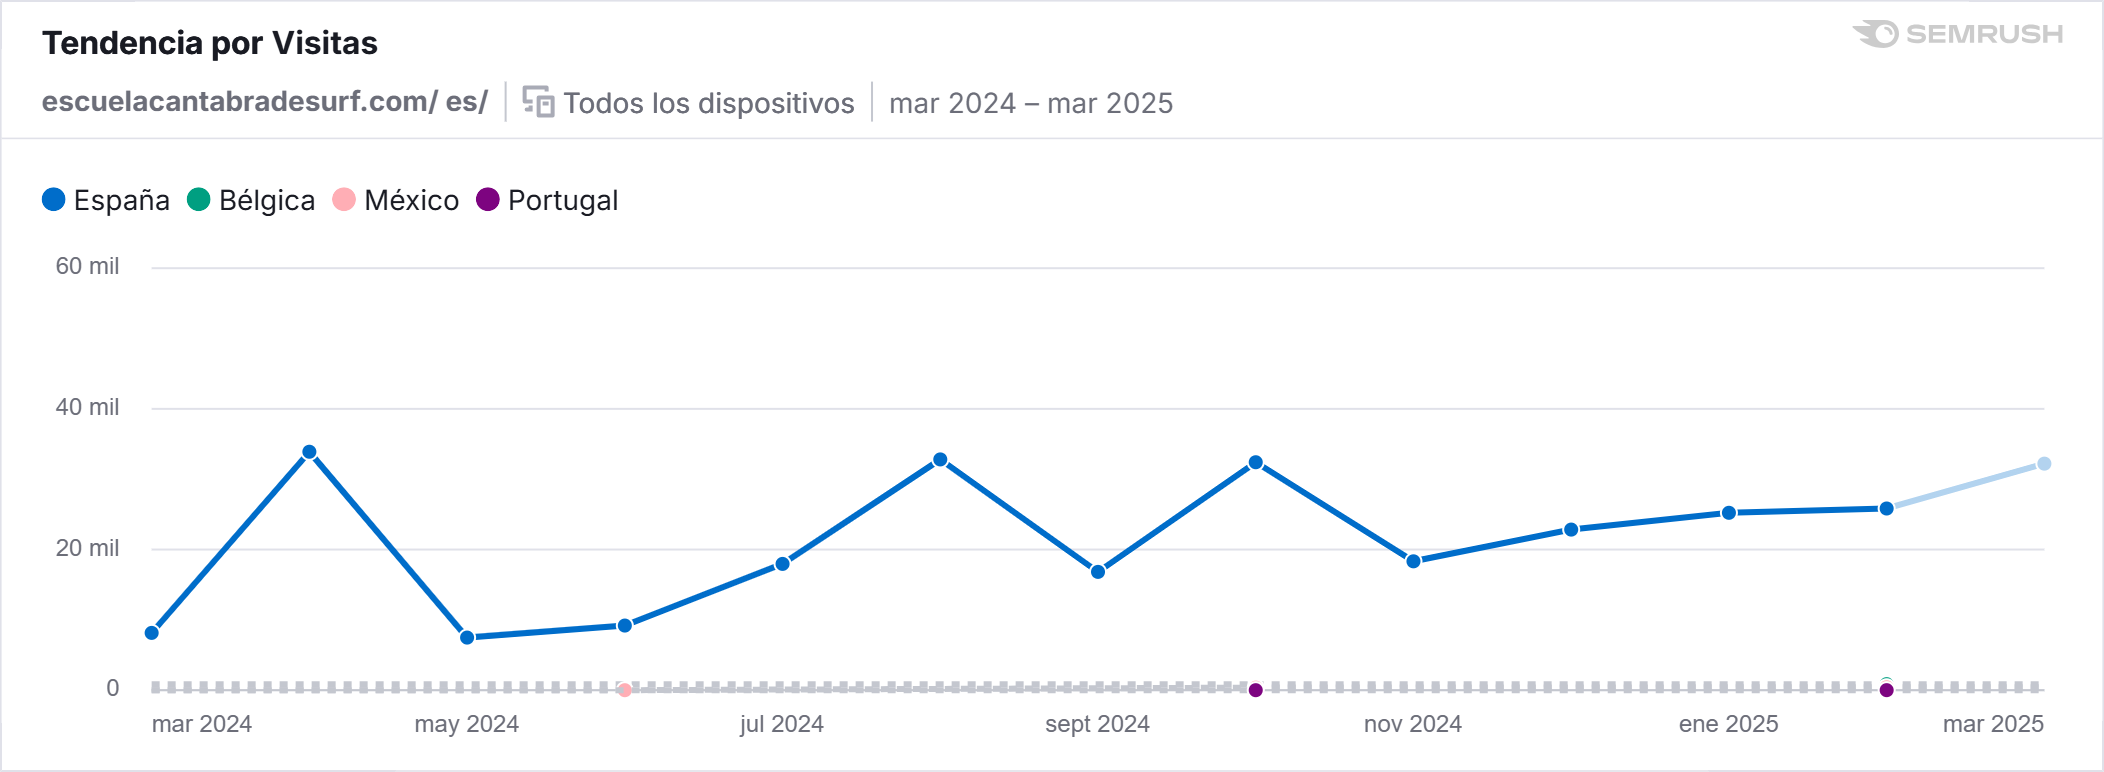 Tendencia por Visitas
SEMRUSH
escuelacantabradesurf.com/ es/ Todos los dispositivos mar 2024 – mar 2025
España Bélgica México Portugal
60 mil
40 mil
20 mil
0
mar 2024 may 2024 jul 2024 sept 2024 nov 2024 ene 2025 mar 2025